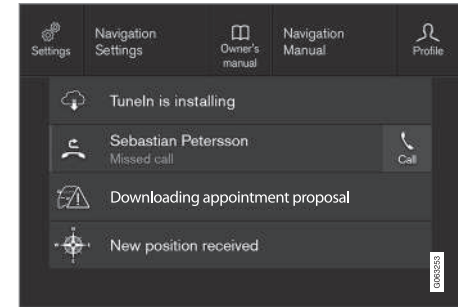 Settings
Navigation
Settings
Owner's
manual
Navigation
Manual
Profile
TuneIn is installing
Sebastian Petersson
Missed call
Call
Downloading appointment proposal
New position received
G063253